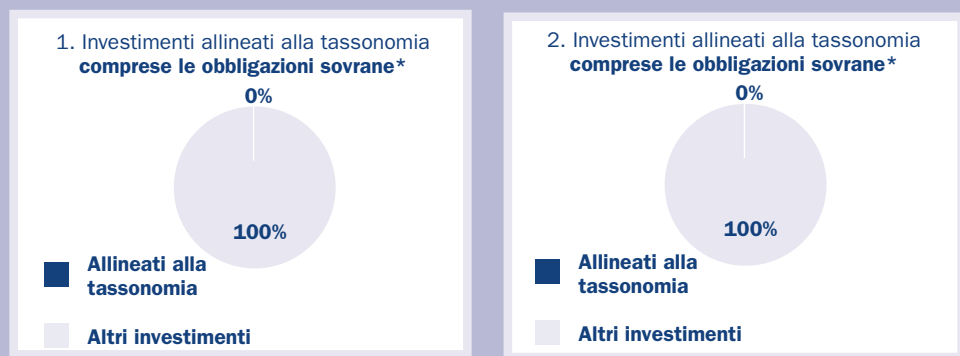 1. Investimenti allineati alla tassonomia
comprese le obbligazioni sovrane*
0%
100%
Allineati alla
tassonomia
Altri investimenti
2. Investimenti allineati alla tassonomia
comprese le obbligazioni sovrane*
0%
100%
Allineati alla
tassonomia
Altri investimenti